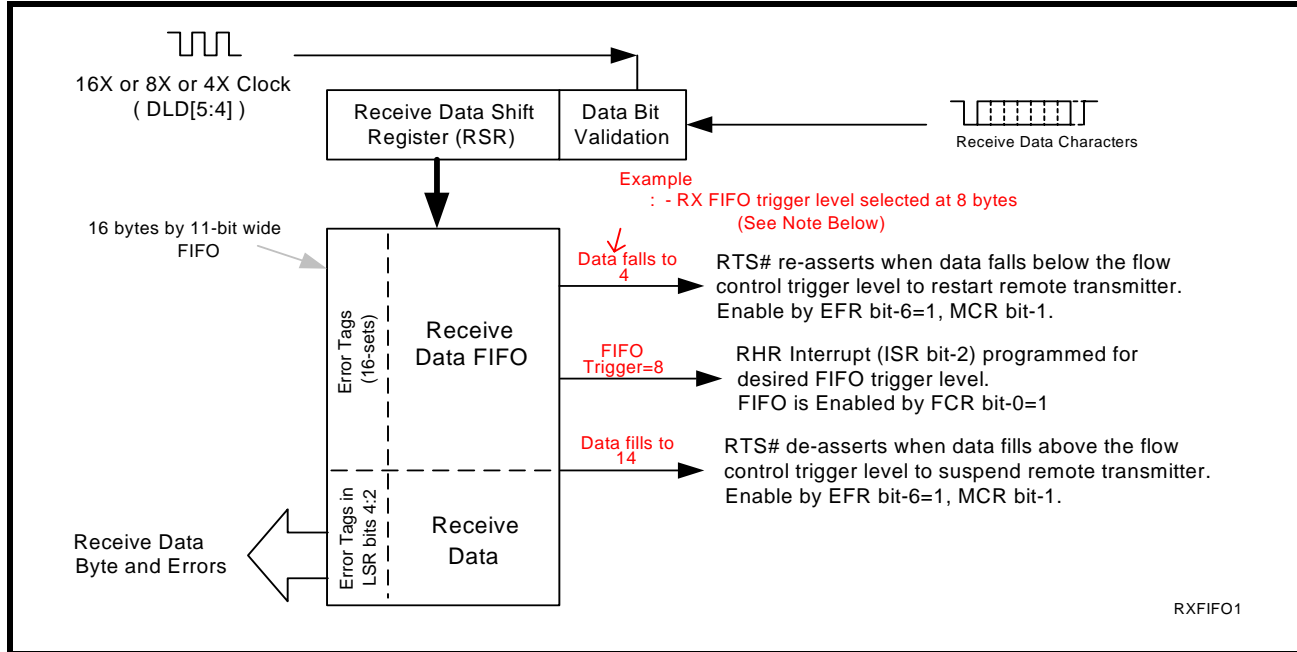 16X or 8X or 4X Clock
( DLD[5:4] )
Receive Data Shift
Register (RSR)
Data Bit
Validation
Receive Data Characters
Example
: - RX FIFO trigger level selected at 8 bytes
(See Note Below)
16 bytes by 11-bit wide
FIFO
Error Tags
(16-sets)
Receive
Data FIFO
Data falls to
4
RTS# re-asserts when data falls below the flow
control trigger level to restart remote transmitter.
Enable by EFR bit-6=1, MCR bit-1.
FIFO
Trigger=8
RHR Interrupt (ISR bit-2) programmed for
desired FIFO trigger level.
FIFO is Enabled by FCR bit-0=1
Data fills to
14
RTS# de-asserts when data fills above the flow
control trigger level to suspend remote transmitter.
Enable by EFR bit-6=1, MCR bit-1.
Error Tags in
LSR bits 4:2
Receive
Data
Receive Data
Byte and Errors
RXFIFO1